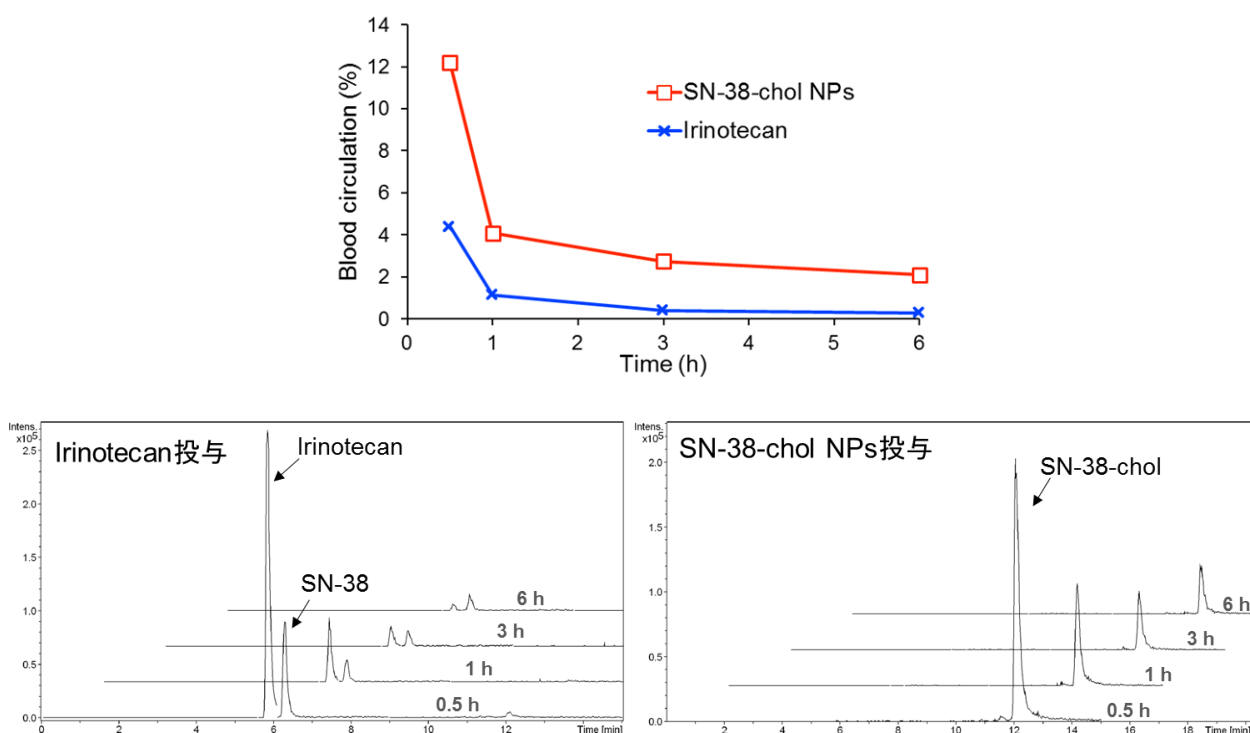 14
12
10
8
6
4
2
0
Blood circulation (%)
0 1 2 3 4 5 6
Time (h)
SN-38-chol NPs
Irinotecan
Intens.
x10⁵
2.5
2.0
1.5
1.0
0.5
0.0
Irinotecan投与
Irinotecan
SN-38
6 h
3 h
1 h
0.5 h
0 2 4 6 8 10 12 Time [min]
Intens.
x10⁵
2.0
1.5
1.0
0.5
0.0
SN-38-chol NPs投与
SN-38-chol
6 h
3 h
1 h
0.5 h
0 2 4 6 8 10 12 14 16 18 Time [min]